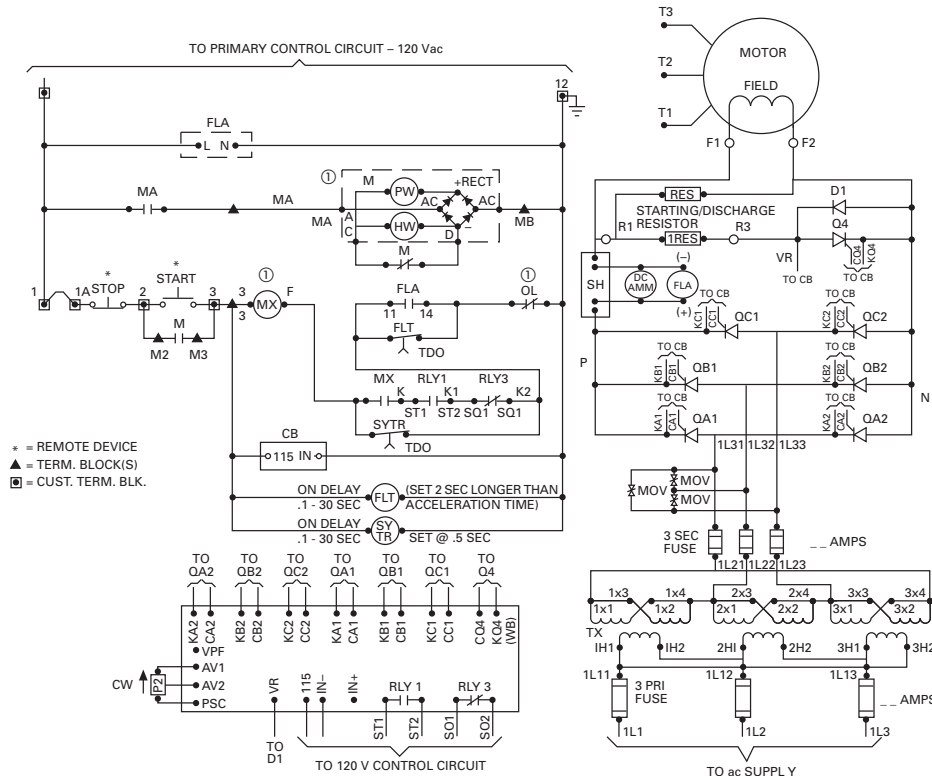 TO PRIMARY CONTROL CIRCUIT – 120 Vac
12
FLA
L N
MA
MA
①
M
PW
+RECT
AC
AC
MA
A
C
HW
D
-
MB
M
1
1A
*
STOP
2
*
START
3
3
3
①
MX
F
M
M2
M3
FLA
11
14
①
OL
FLT
TDO
MX
K
RLY1
K1
RLY3
K2
ST1
ST2
SQ1
SQ1
SYTR
TDO
CB
115 IN
* = REMOTE DEVICE
▲ = TERM. BLOCK(S)
= CUST. TERM. BLK.
ON DELAY
.1 - 30 SEC
FLT
(SET 2 SEC LONGER THAN
ACCELERATION TIME)
ON DELAY
.1 - 30 SEC
SY
TR
SET @ .5 SEC
TO
QA2
TO
QB2
TO
QC2
TO
QA1
TO
QB1
TO
QC1
TO
Q4
KA2
CA2
KB2
CB2
KC2
CC2
KA1
CA1
KB1
CB1
KC1
CC1
CQ4
KQ4
(WB)
VPF
AV1
AV2
PSC
CW
P2
VR
115
IN–
IN+
RLY 1
RLY 3
ST1
ST2
SO1
SO2
TO
D1
TO 120 V CONTROL CIRCUIT
T3
T2
T1
MOTOR
FIELD
F1
F2
RES
STARTING/DISCHARGE
RESISTOR
R1
1RES
R3
D1
Q4
VR
TO CB
CQ4
KQ4
TO CB
SH
DC
AMM
(–)
FLA
(+)
TO CB
KC1
CC1
QC1
TO CB
KC2
CC2
QC2
P
TO CB
KB1
CB1
QB1
TO CB
KB2
CB2
QB2
N
TO CB
KA1
CA1
QA1
TO CB
KA2
CA2
QA2
1L31
1L32
1L33
MOV
MOV
MOV
3 SEC
FUSE
_ _ AMPS
1L21
1L22
1L23
1x3
1x4
2x3
2x4
3x3
3x4
1x1
1x2
2x1
2x2
3x1
3x2
TX
IH1
IH2
2HI
2H2
3H1
3H2
1L11
3 PRI
FUSE
1L12
1L13
_ _ AMPS
1L1
1L2
1L3
TO ac SUPPLY